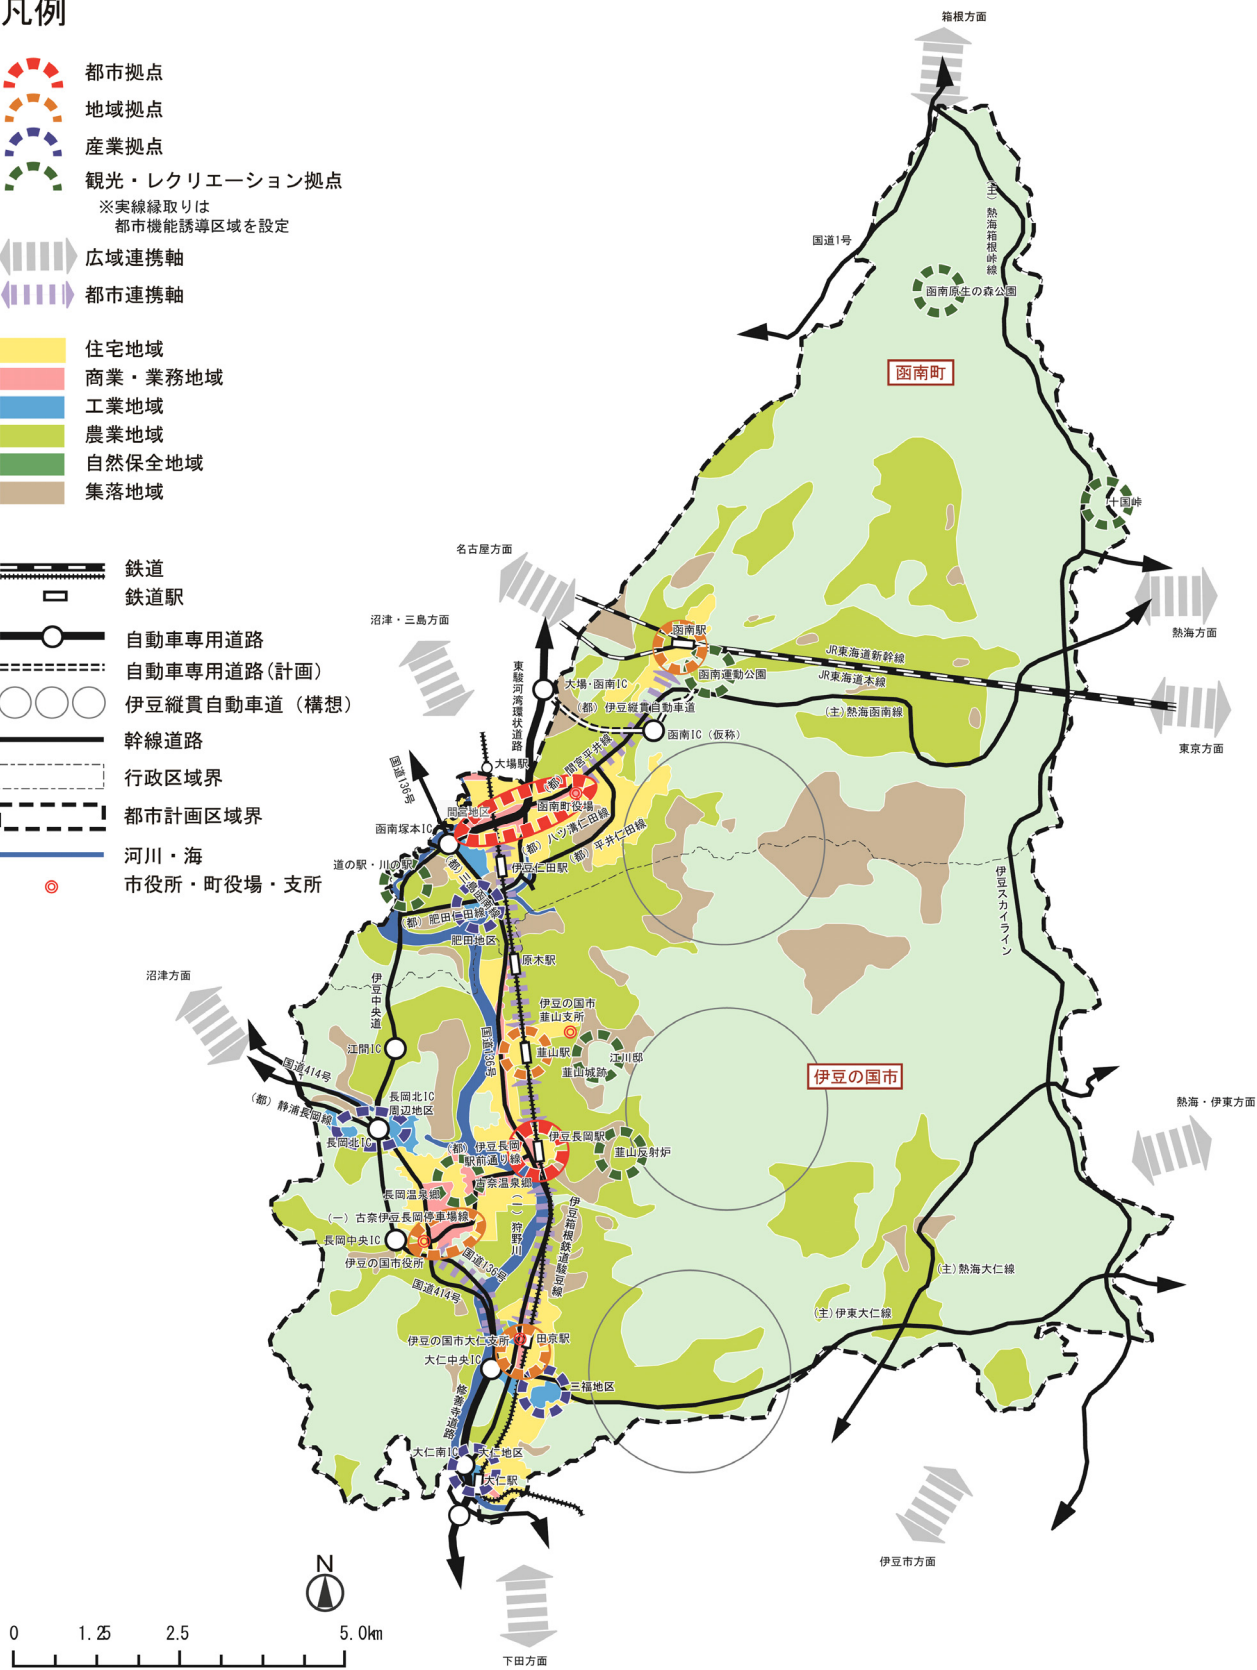 凡例
都市拠点
地域拠点
産業拠点
観光・レクリエーション拠点
※実線縁取りは
都市機能誘導区域を設定
広域連携軸
都市連携軸
住宅地域
商業・業務地域
工業地域
農業地域
自然保全地域
集落地域
鉄道
鉄道駅
自動車専用道路
自動車専用道路(計画)
伊豆縦貫自動車道（構想）
幹線道路
行政区域界
都市計画区域界
河川・海
市役所・町役場・支所
箱根方面
(主)熱海箱根峠線
国道1号
函南原生の森公園
函南町
十国峠
名古屋方面
沼津・三島方面
熱海方面
函南駅
JR東海道新幹線
JR東海道本線
函南運動公園
東駿河湾環状道路
大場・函南IC
(都)伊豆縦貫自動車道
(主)熱海函南線
函南IC（仮称）
東京方面
大場駅
国道136号
(都)間宮平井線
間宮地区
函南町役場
函南塚本IC
(都)八ツ溝仁田線
(都)平井仁田線
道の駅・川の駅
(都)三島函南線
伊豆仁田駅
伊豆スカイライン
(都)肥田仁田線
肥田地区
原木駅
沼津方面
伊豆中央道
伊豆の国市
韮山支所
国道136号
江間IC
韮山駅
江川邸
韮山城跡
伊豆の国市
国道414号
(都)静浦長岡線
長岡北IC
周辺地区
熱海・伊東方面
長岡北IC
(都)伊豆長岡
駅前通り線
伊豆長岡駅
韮山反射炉
古奈温泉郷
長岡温泉郷
(一)古奈伊豆長岡停車場線
(一)狩野川
伊豆箱根鉄道駿豆線
長岡中央IC
伊豆の国市役所
国道136号
国道414号
(主)熱海大仁線
(主)伊東大仁線
伊豆の国市大仁支所
田京駅
大仁中央IC
三福地区
修善寺道路
大仁南IC
大仁地区
大仁駅
伊豆市方面
N
0 1.25 2.5 5.0km
下田方面